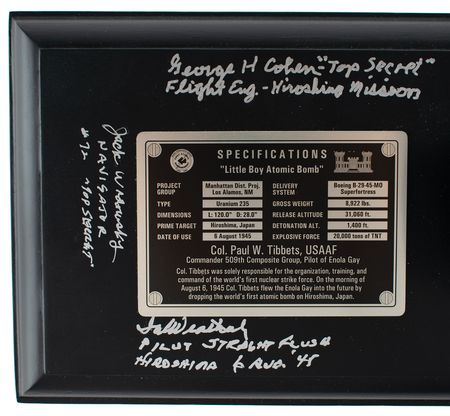 George H Cohen "Top Secret"
Flight Eng. - Hiroshima Mission
Jack
NAVIGATR
#72 "TOP SECRET"
SPECIFICATIONS
"Little Boy Atomic Bomb"
PROJECT GROUP Manhattan Dist. Proj. Los Alamos, NM
DELIVERY SYSTEM Boeing B-29-45-MO Superfortress
TYPE Uranium 235
GROSS WEIGHT 8,922 lbs.
DIMENSIONS L: 120.0" D: 28.0"
RELEASE ALTITUDE 31,060 ft.
PRIME TARGET Hiroshima, Japan
DETONATION ALT. 1,400 ft.
DATE OF USE 6 August 1945
EXPLOSIVE FORCE 20,000 tons of TNT
Col. Paul W. Tibbets, USAAF
Commander 509th Composite Group, Pilot of Enola Gay
Col. Tibbets was solely responsible for the organization, training, and
command of the world's first nuclear strike force. On the morning of
August 6, 1945 Col. Tibbets flew the Enola Gay into the future by
dropping the world's first atomic bomb on Hiroshima, Japan.
PILOT STRAIGHT FLUSH
HIROSHIMA 6 AUG. '45